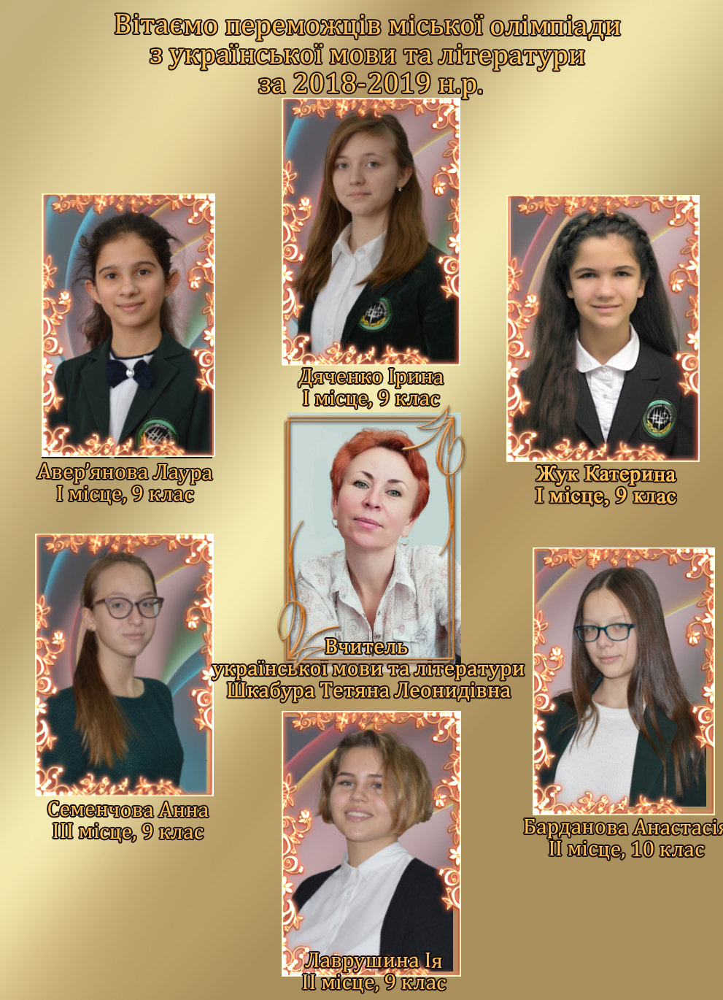 Вітаємо переможців міської олімпіади
з української мови та літератури
за 2018-2019 н.р.
Дяченко Ірина
І місце, 9 клас
Авер’янова Лаура
І місце, 9 клас
Жук Катерина
І місце, 9 клас
Вчитель
української мови та літератури
Шкабура Тетяна Леонидівна
Семенчова Анна
ІІІ місце, 9 клас
Барданова Анастасія
ІІ місце, 10 клас
Лаврушина Ія
ІІ місце, 9 клас